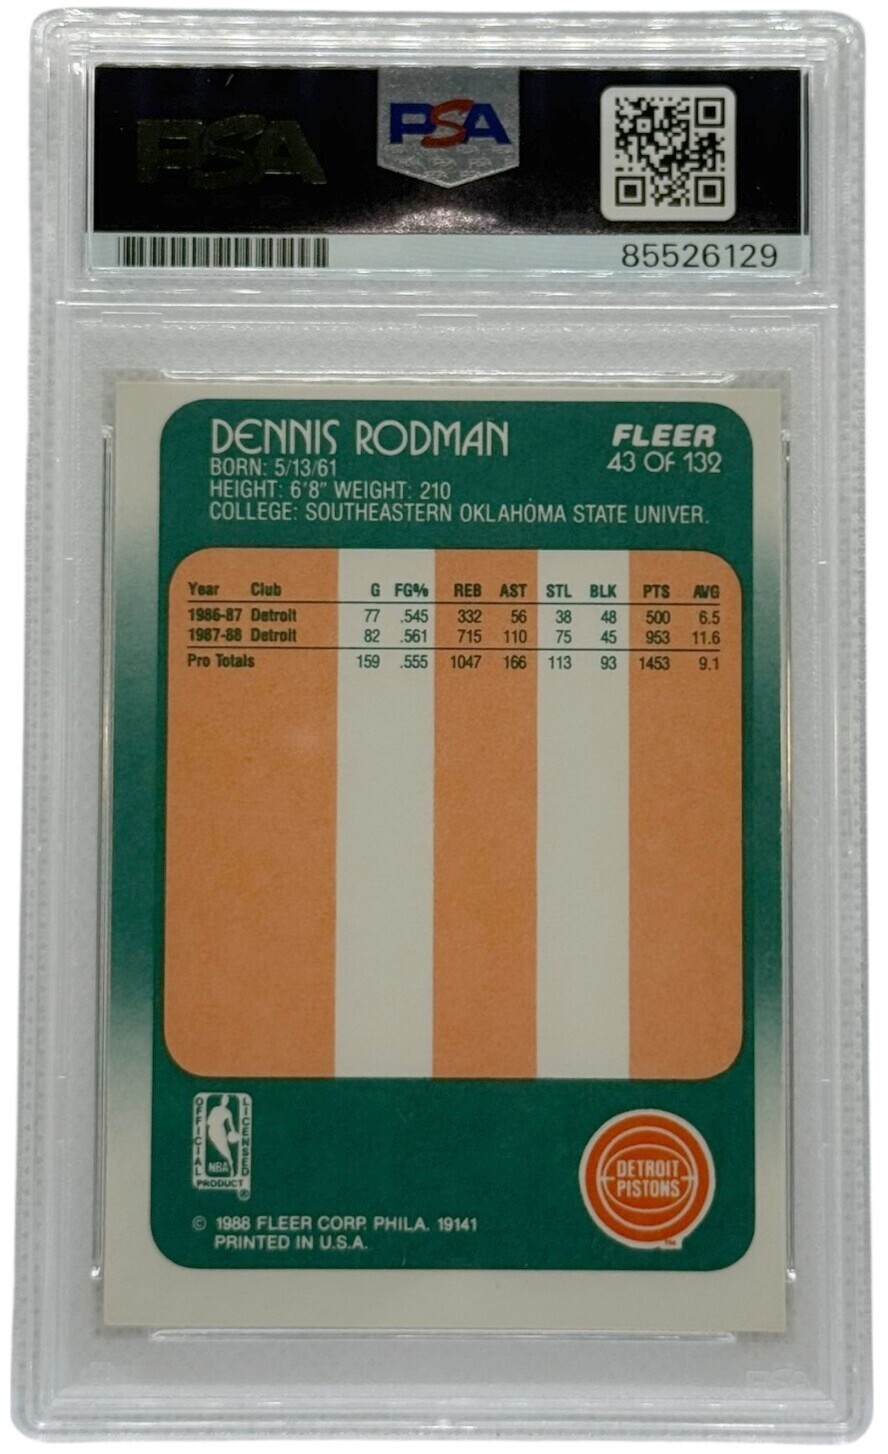 PSA PSA
85526129
DENNIS RODMAN
FLEER
43 OF 132
BORN: 5/13/61
HEIGHT: 6'8" WEIGHT: 210
COLLEGE: SOUTHEASTERN OKLAHOMA STATE UNIVER.
Year Club G FG% REB AST STL BLK PTS AVG
1986-87 Detroit 77 .545 332 56 38 48 500 6.5
1987-88 Detroit 82 .561 715 110 75 45 953 11.6
Pro Totals 159 .555 1047 166 113 93 1453 9.1
OFFICIAL LICENSED
NBA
PRODUCT
®
DETROIT
PISTONS
TM
© 1988 FLEER CORP. PHILA. 19141
PRINTED IN U.S.A.